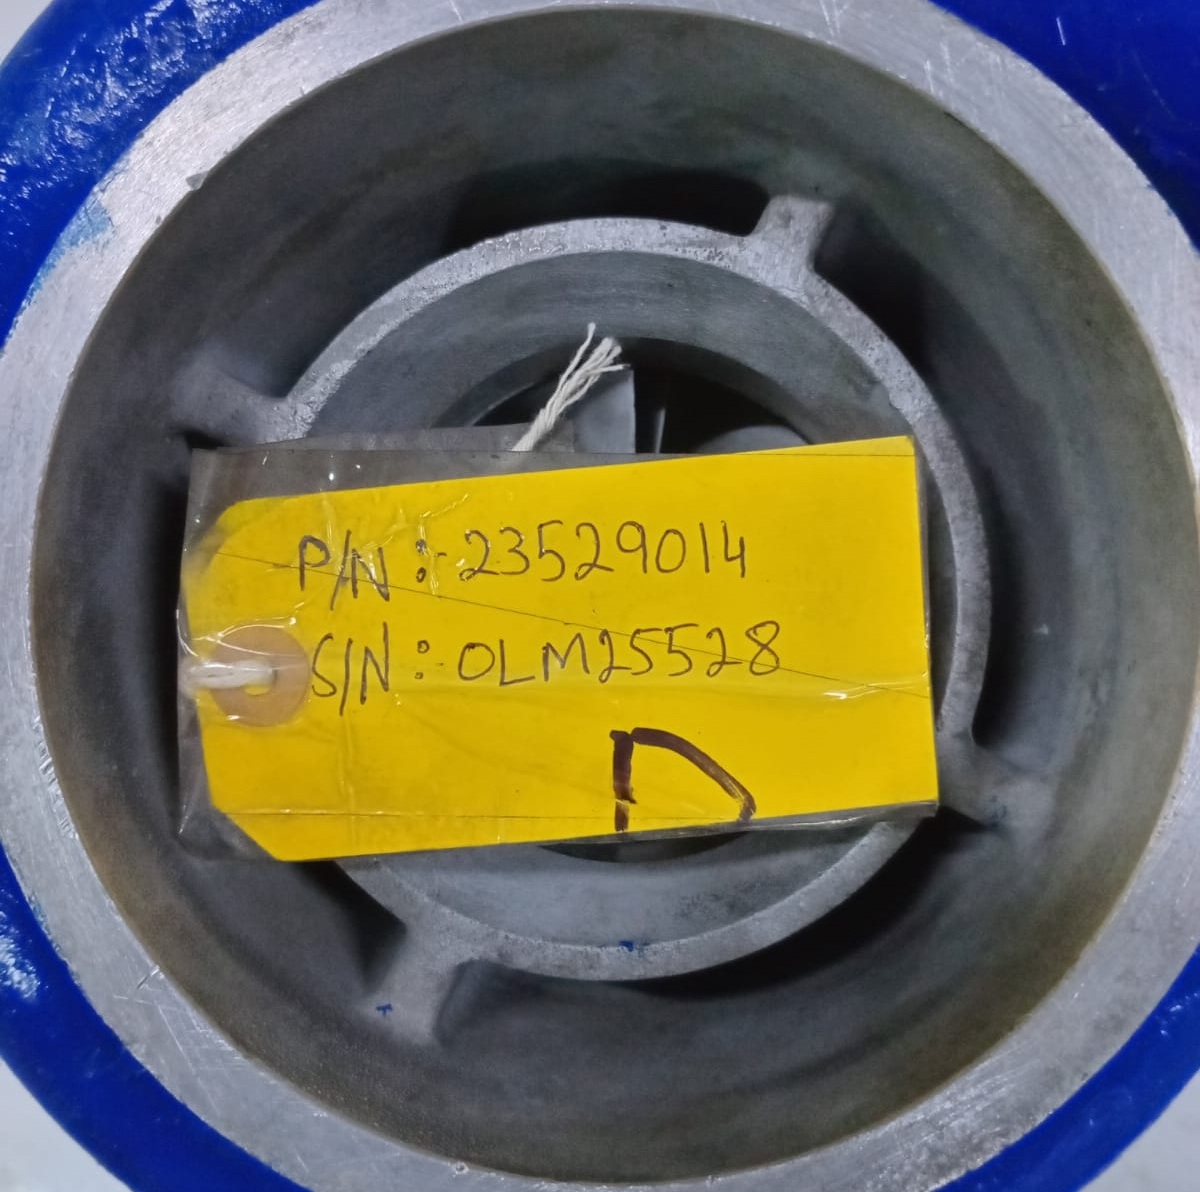 P/N :- 23529014
S/N : OLM25528
D